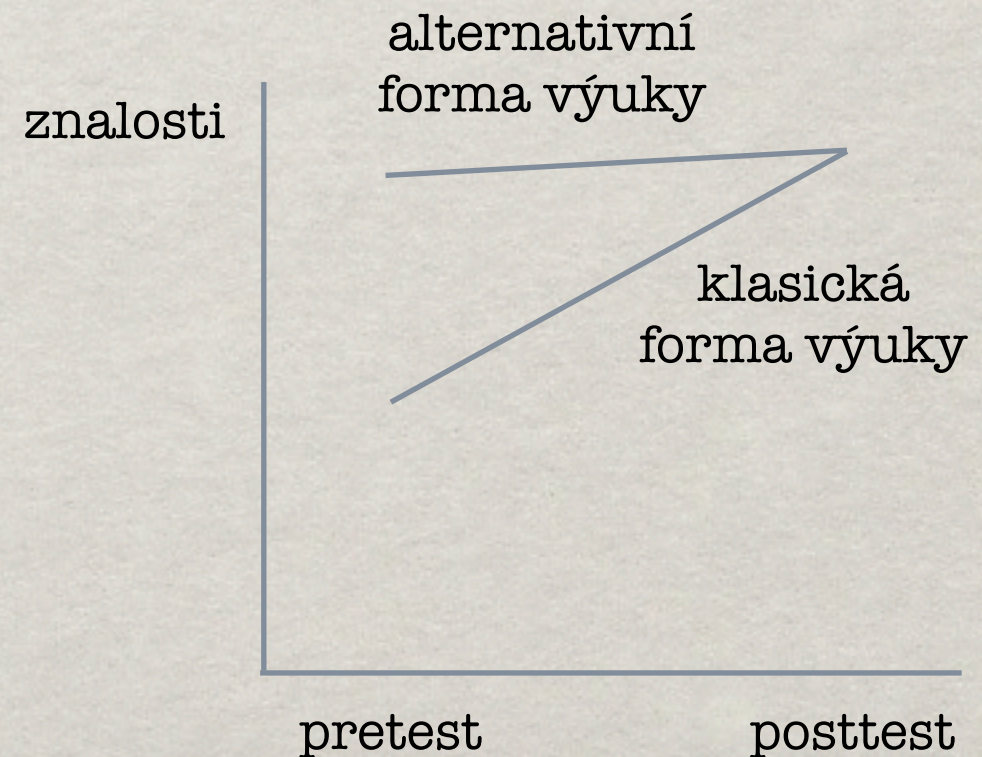 alternativní
forma výuky
znalosti
klasická
forma výuky
pretest
posttest